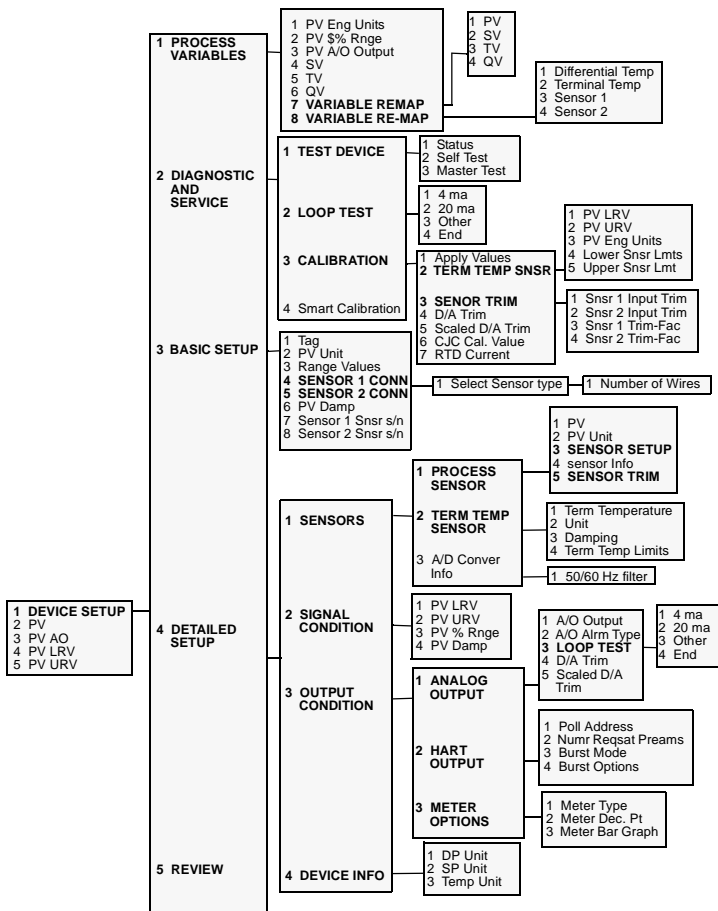 1 DEVICE SETUP
2 PV
3 PV AO
4 PV LRV
5 PV URV
1 PROCESS
VARIABLES
2 DIAGNOSTIC
AND
SERVICE
3 BASIC SETUP
4 DETAILED
SETUP
5 REVIEW
1 PV Eng Units
2 PV $% Rnge
3 PV A/O Output
4 SV
5 TV
6 QV
7 VARIABLE REMAP
8 VARIABLE RE-MAP
1 PV
2 SV
3 TV
4 QV
1 Differential Temp
2 Terminal Temp
3 Sensor 1
4 Sensor 2
1 TEST DEVICE
2 LOOP TEST
3 CALIBRATION
4 Smart Calibration
1 Status
2 Self Test
3 Master Test
1 4 ma
2 20 ma
3 Other
4 End
1 Apply Values
2 TERM TEMP SNSR
3 SENOR TRIM
4 D/A Trim
5 Scaled D/A Trim
6 CJC Cal. Value
7 RTD Current
1 PV LRV
2 PV URV
3 PV Eng Units
4 Lower Snsr Lmts
5 Upper Snsr Lmt
1 Snsr 1 Input Trim
2 Snsr 2 Input Trim
3 Snsr 1 Trim-Fac
4 Snsr 2 Trim-Fac
1 Tag
2 PV Unit
3 Range Values
4 SENSOR 1 CONN
5 SENSOR 2 CONN
6 PV Damp
7 Sensor 1 Snsr s/n
8 Sensor 2 Snsr s/n
1 Select Sensor type
1 Number of Wires
1 SENSORS
2 SIGNAL
CONDITION
3 OUTPUT
CONDITION
4 DEVICE INFO
1 PROCESS
SENSOR
2 TERM TEMP
SENSOR
3 A/D Conver
Info
1 PV
2 PV Unit
3 SENSOR SETUP
4 sensor Info
5 SENSOR TRIM
1 Term Temperature
2 Unit
3 Damping
4 Term Temp Limits
1 50/60 Hz filter
1 PV LRV
2 PV URV
3 PV % Rnge
4 PV Damp
1 ANALOG
OUTPUT
2 HART
OUTPUT
3 METER
OPTIONS
1 A/O Output
2 A/O Alrm Type
3 LOOP TEST
4 D/A Trim
5 Scaled D/A
Trim
1 4 ma
2 20 ma
3 Other
4 End
1 Poll Address
2 Numr Reqsat Preams
3 Burst Mode
4 Burst Options
1 Meter Type
2 Meter Dec. Pt
3 Meter Bar Graph
1 DP Unit
2 SP Unit
3 Temp Unit